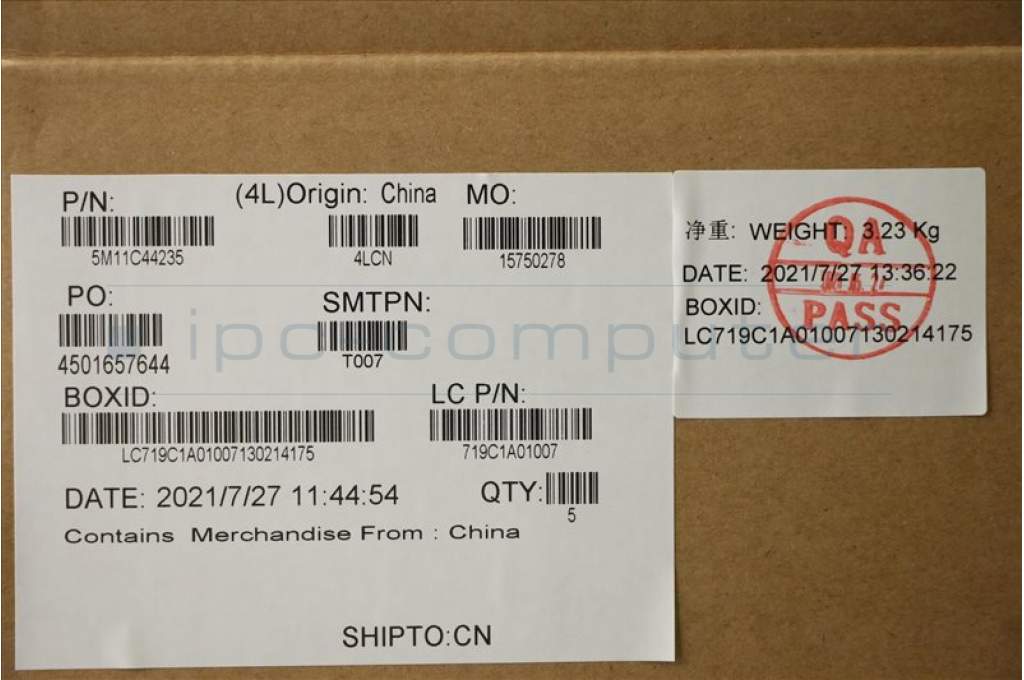 P/N:
5M11C44235
(4L)Origin: China
4LCN
MO:
15750278
PO:
4501657644
SMTPN:
T007
BOXID:
LC719C1A01007130214175
LC P/N:
719C1A01007
DATE: 2021/7/27 11:44:54
QTY:
5
Contains Merchandise From : China
SHIPTO:CN
净重: WEIGHT: 3.23 Kg
DATE: 2021/7/27 13:36:22
BOXID:
LC719C1A01007130214175
QA
PASS
ipc-computer